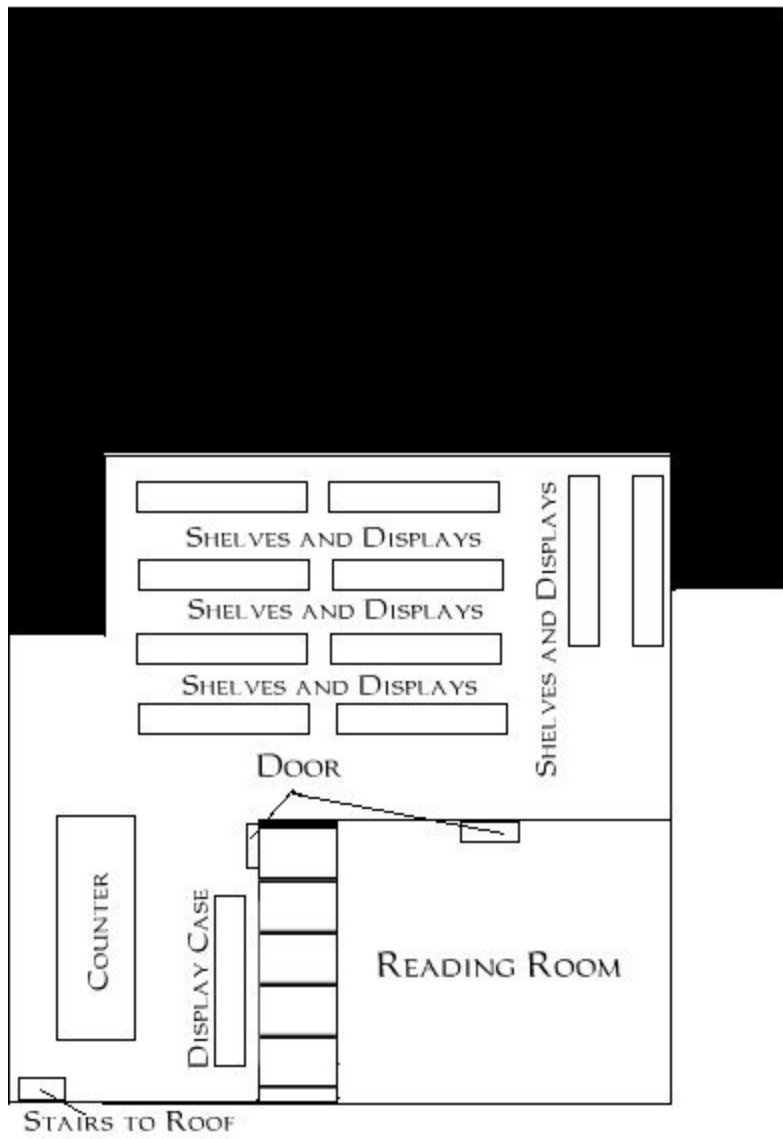 Shelves and Displays
Shelves and Displays
Shelves and Displays
Shelves and Displays
Door
Counter
Display Case
Reading Room
Stairs to Roof